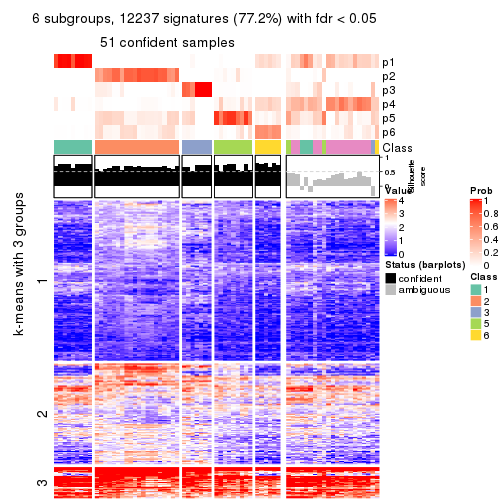 6 subgroups, 12237 signatures (77.2%) with fdr < 0.05
51 confident samples
p1
p2
p3
p4
p5
p6
Class
1
0.5
0
Silhouette
score
k-means with 3 groups
1
2
3
Value
4
3
2
1
0
Status (barplots)
confident
ambiguous
Prob
1
0.8
0.6
0.4
0.2
0
Class
1
2
3
5
6